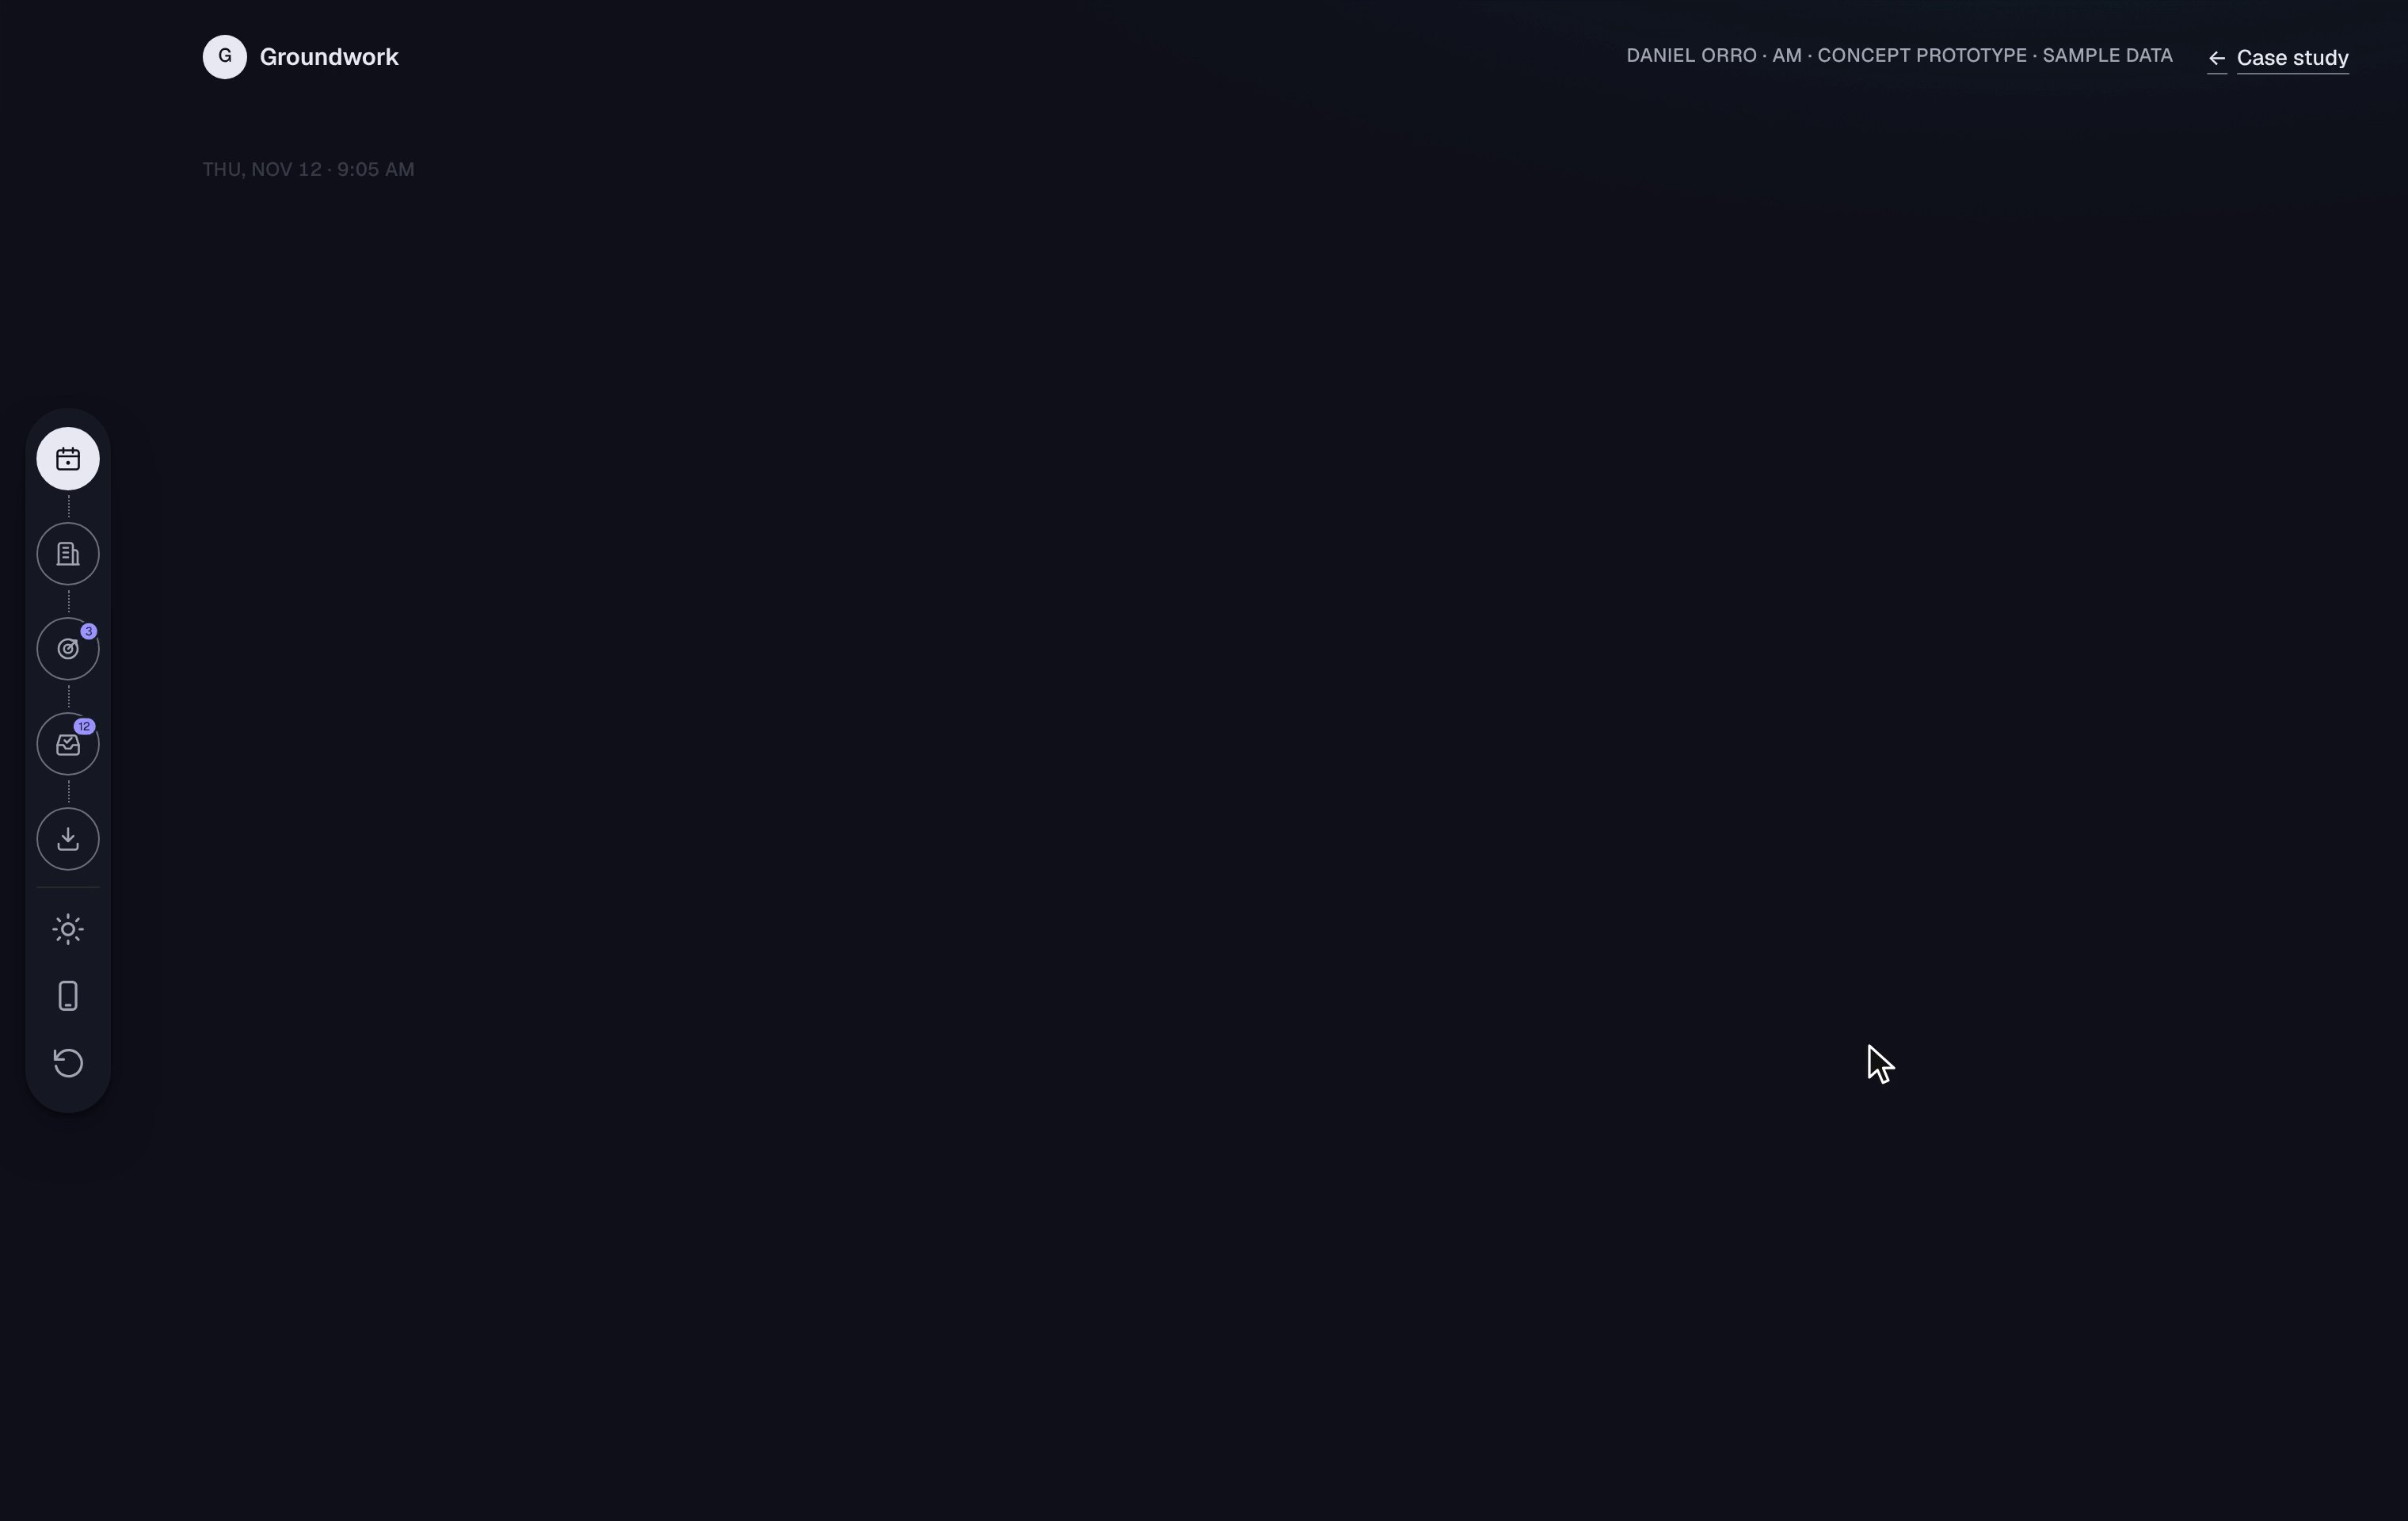 G Groundwork
DANIEL ORRO · AM · CONCEPT PROTOTYPE · SAMPLE DATA
← Case study
THU, NOV 12 · 9:05 AM
3
12